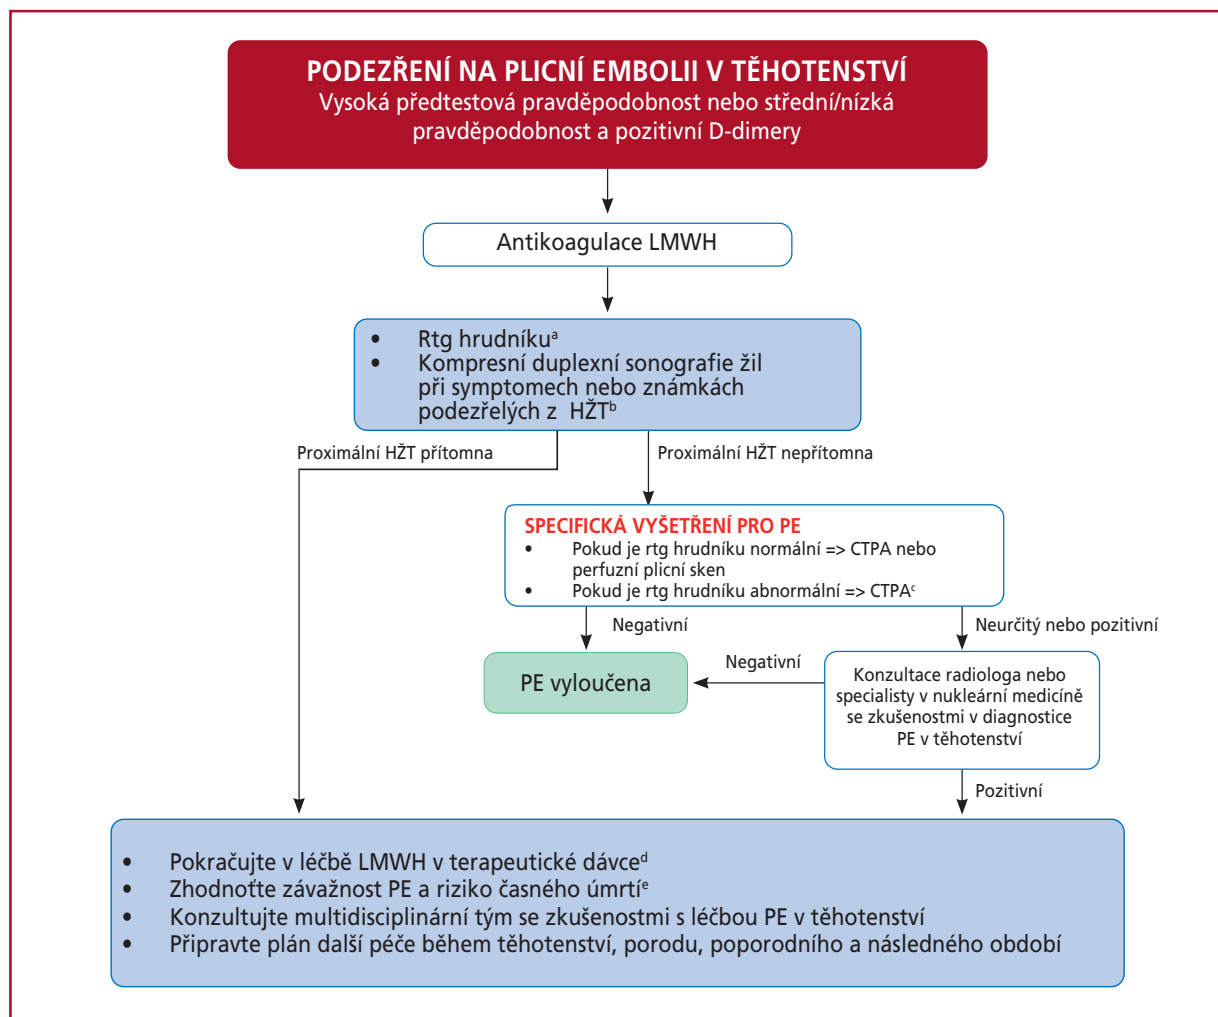 PODEZŘENÍ NA PLICNÍ EMBOLII V TĚHOTENSTVÍ
Vysoká předtestová pravděpodobnost nebo střední/nízká
pravděpodobnost a pozitivní D-dimery
Antikoagulace LMWH
• Rtg hrudníkuᵃ
• Kompresní duplexní sonografie žil
při symptomech nebo známkách
podezřelých z HŽTᵇ
Proximální HŽT přítomna
Proximální HŽT nepřítomna
SPECIFICKÁ VYŠETŘENÍ PRO PE
• Pokud je rtg hrudníku normální => CTPA nebo
perfuzní plicní sken
• Pokud je rtg hrudníku abnormální => CTPAᶜ
Negativní
Neurčitý nebo pozitivní
PE vyloučena
Negativní
Konzultace radiologa nebo
specialisty v nukleární medicíně
se zkušenostmi v diagnostice
PE v těhotenství
Pozitivní
• Pokračujte v léčbě LMWH v terapeutické dávceᵈ
• Zhodnoťte závažnost PE a riziko časného úmrtíᵉ
• Konzultujte multidisciplinární tým se zkušenostmi s léčbou PE v těhotenství
• Připravte plán další péče během těhotenství, porodu, poporodního a následného období